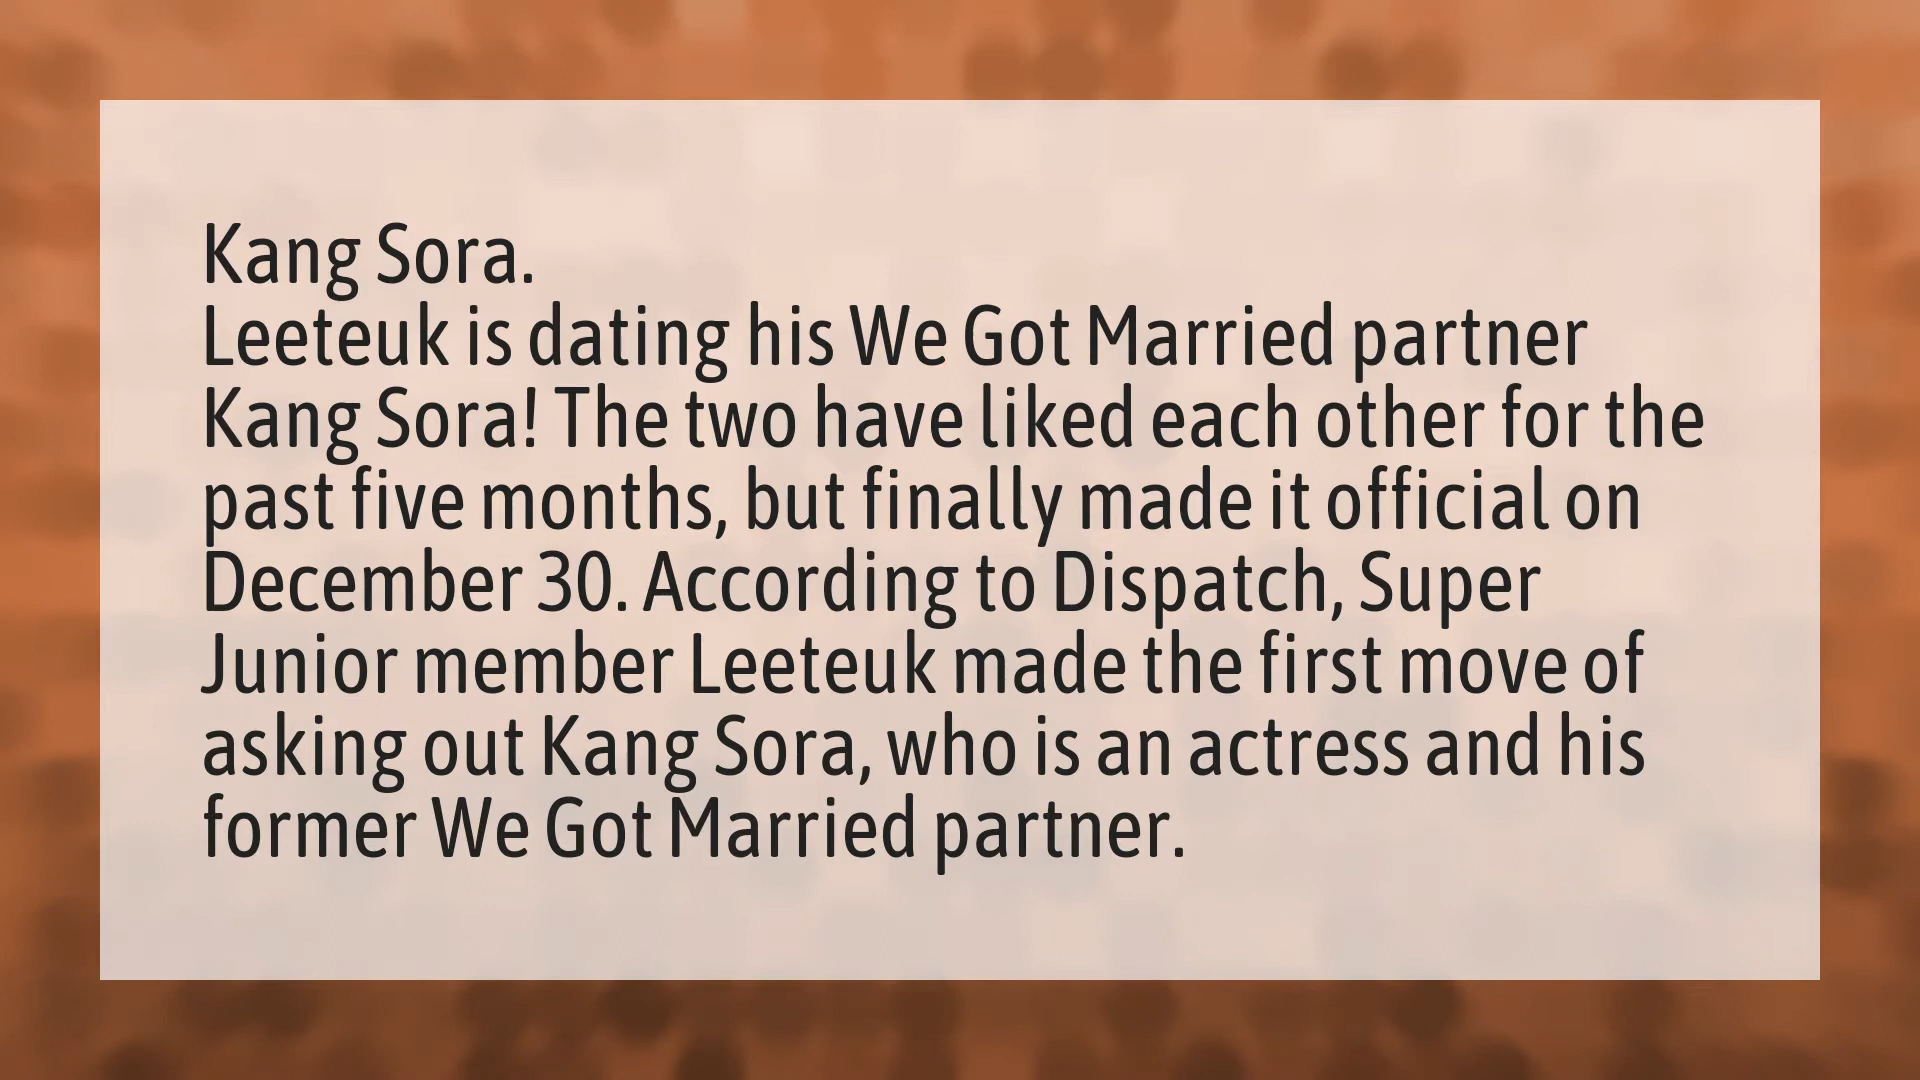 Kang Sora.
Leeteuk is dating his We Got Married partner
Kang Sora! The two have liked each other for the
past five months, but finally made it official on
December 30. According to Dispatch, Super
Junior member Leeteuk made the first move of
asking out Kang Sora, who is an actress and his
former We Got Married partner.